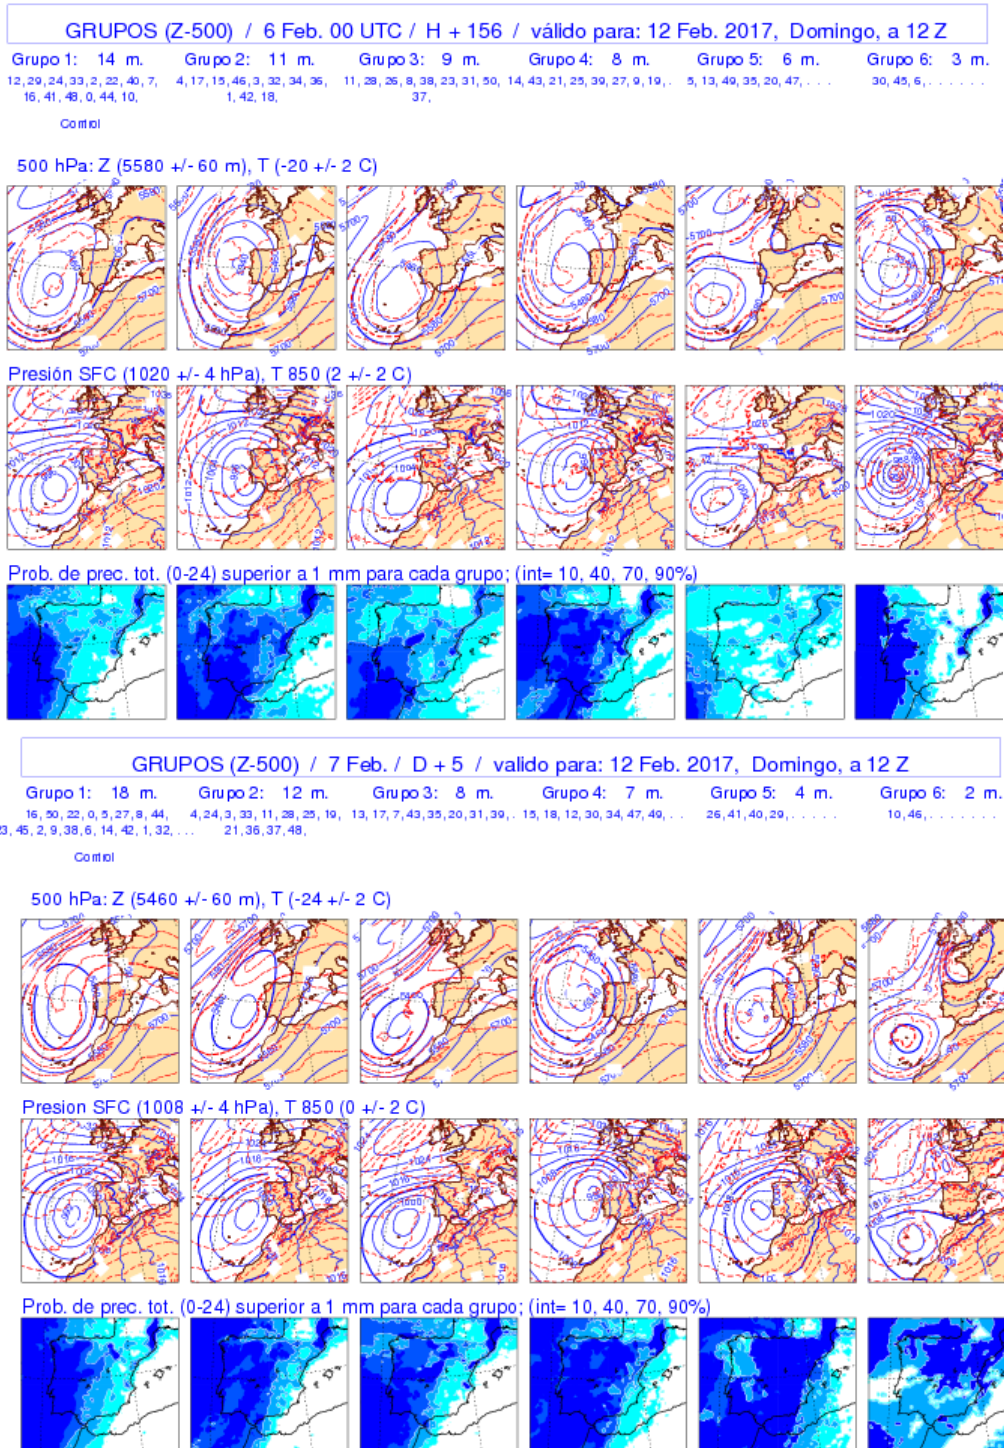 GRUPOS (Z-500) / 6 Feb. 00 UTC / H + 156 / válido para: 12 Feb. 2017, Domingo, a 12 Z
Grupo 1: 14 m. Grupo 2: 11 m. Grupo 3: 9 m. Grupo 4: 8 m. Grupo 5: 6 m. Grupo 6: 3 m.
12, 29, 24, 33, 2, 22, 40, 7, 4, 17, 15, 46, 3, 32, 34, 36, 11, 28, 26, 8, 38, 23, 31, 50, 14, 43, 21, 25, 39, 27, 9, 19, . 5, 13, 49, 35, 20, 47, . . . 30, 45, 6, . . . . . .
16, 41, 48, 0, 44, 10, 1, 42, 18, 37,
Control
500 hPa: Z (5580 +/- 60 m), T (-20 +/- 2 C)
Presión SFC (1020 +/- 4 hPa), T 850 (2 +/- 2 C)
Prob. de prec. tot. (0-24) superior a 1 mm para cada grupo; (int= 10, 40, 70, 90%)
GRUPOS (Z-500) / 7 Feb. / D + 5 / valido para: 12 Feb. 2017, Domingo, a 12 Z
Grupo 1: 18 m. Grupo 2: 12 m. Grupo 3: 8 m. Grupo 4: 7 m. Grupo 5: 4 m. Grupo 6: 2 m.
16, 50, 22, 0, 5, 27, 8, 44, 4, 24, 3, 33, 11, 28, 25, 19, 13, 17, 7, 43, 35, 20, 31, 39, . 15, 18, 12, 30, 34, 47, 49, . . 26, 41, 40, 29, . . . . . 10, 46, . . . . . . .
3, 45, 2, 9, 38, 6, 14, 42, 1, 32, . . . 21, 36, 37, 48,
Control
500 hPa: Z (5460 +/- 60 m), T (-24 +/- 2 C)
Presion SFC (1008 +/- 4 hPa), T 850 (0 +/- 2 C)
Prob. de prec. tot. (0-24) superior a 1 mm para cada grupo; (int= 10, 40, 70, 90%)